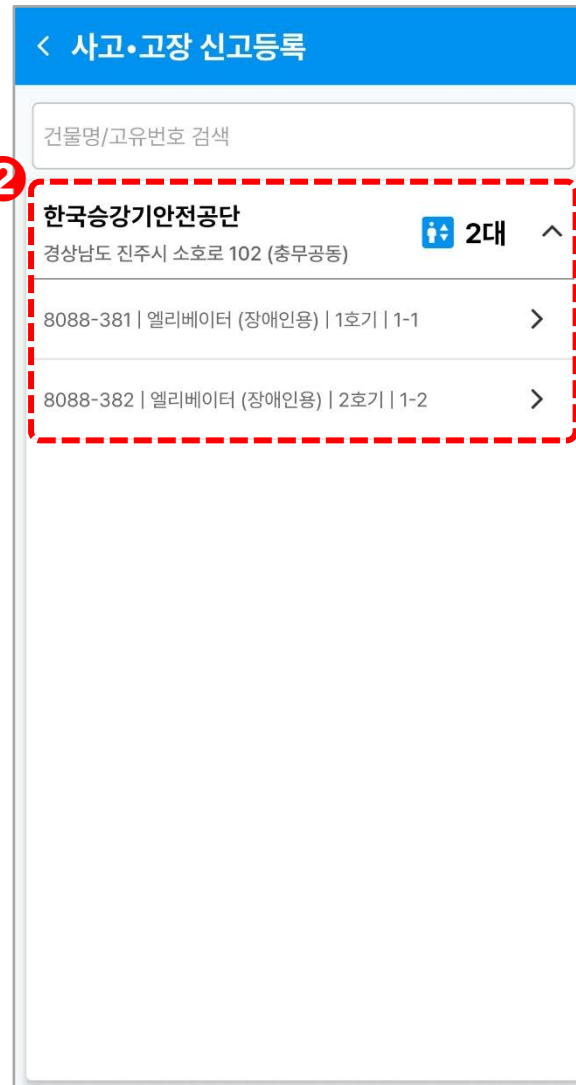 < 사고•고장 신고등록
건물명/고유번호 검색
2
한국승강기안전공단
2대
경상남도 진주시 소호로 102 (충무공동)
8088-381 | 엘리베이터 (장애인용) | 1호기 | 1-1
8088-382 | 엘리베이터 (장애인용) | 2호기 | 1-2